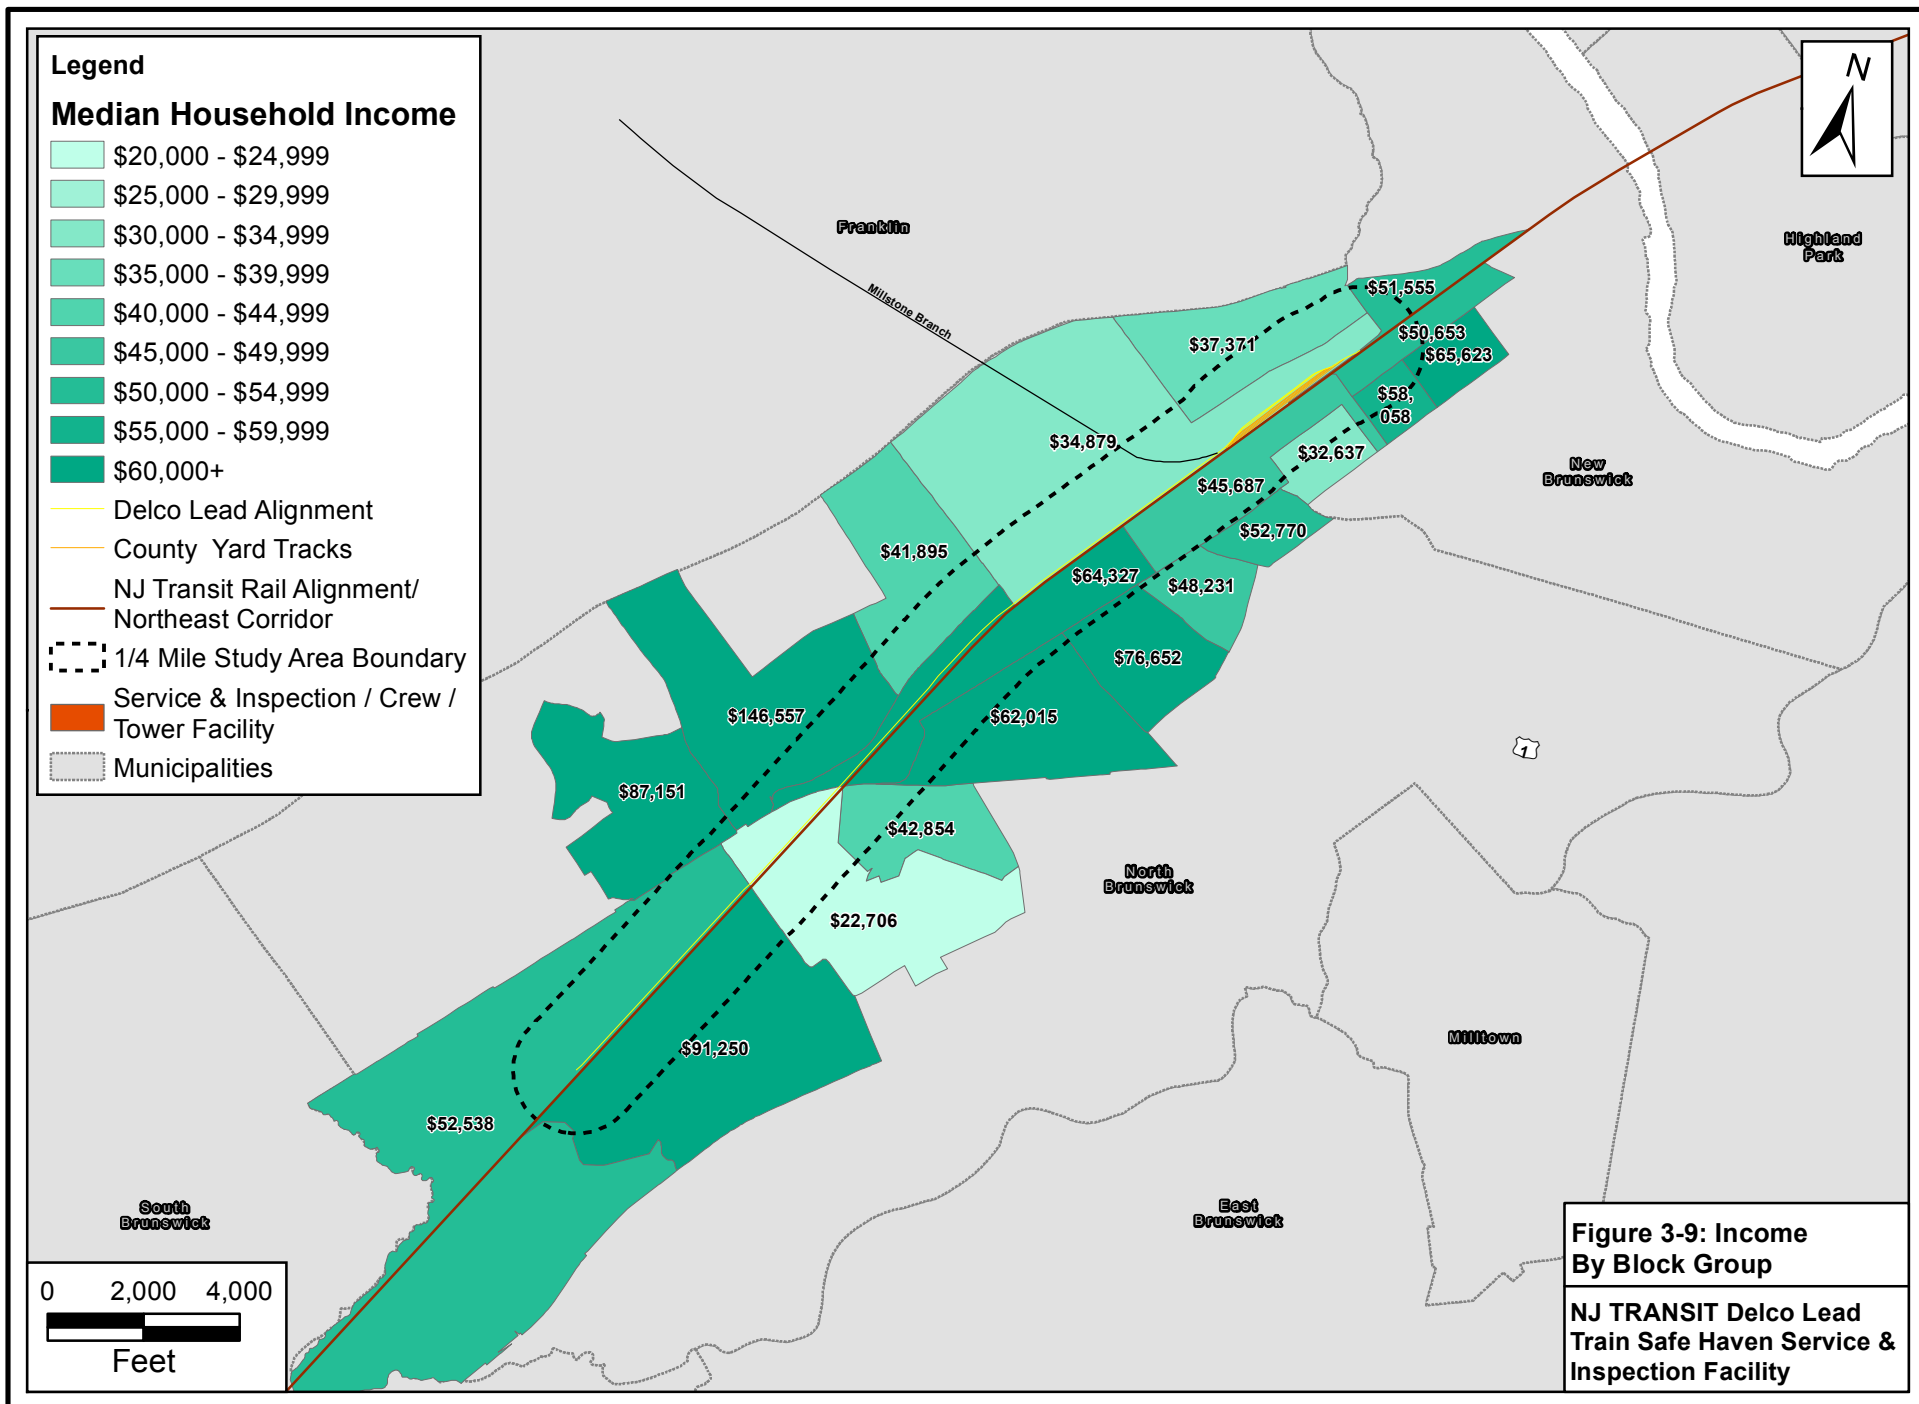 Legend
Median Household Income
$20,000 - $24,999
$25,000 - $29,999
$30,000 - $34,999
$35,000 - $39,999
$40,000 - $44,999
$45,000 - $49,999
$50,000 - $54,999
$55,000 - $59,999
$60,000+
Delco Lead Alignment
County Yard Tracks
NJ Transit Rail Alignment/
Northeast Corridor
1/4 Mile Study Area Boundary
Service & Inspection / Crew /
Tower Facility
Municipalities
N
Franklin
Highland
Park
Millstone Branch
$51,555
$37,371
$50,653
$65,623
$58,
058
$34,879
$32,637
New
Brunswick
$45,687
$52,770
$41,895
$64,327
$48,231
$76,652
$146,557
$62,015
1
$87,151
$42,854
North
Brunswick
$22,706
$91,250
Milltown
$52,538
South
Brunswick
East
Brunswick
0 2,000 4,000
Feet
Figure 3-9: Income
By Block Group
NJ TRANSIT Delco Lead
Train Safe Haven Service &
Inspection Facility